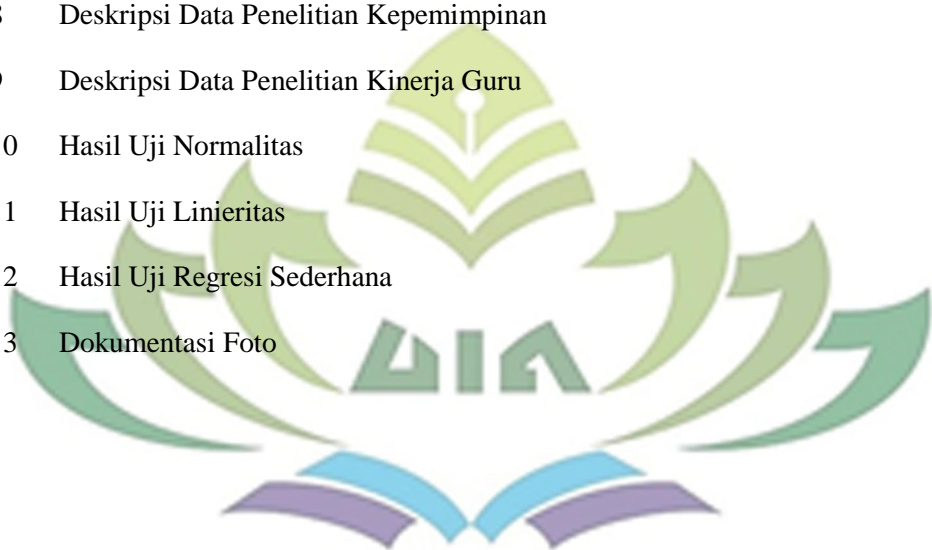 Deskripsi Data Penelitian Kepemimpinan
Deskripsi Data Penelitian Kinerja Guru
0 Hasil Uji Normalitas
1 Hasil Uji Linieritas
2 Hasil Uji Regresi Sederhana
3 Dokumentasi Foto
UIN